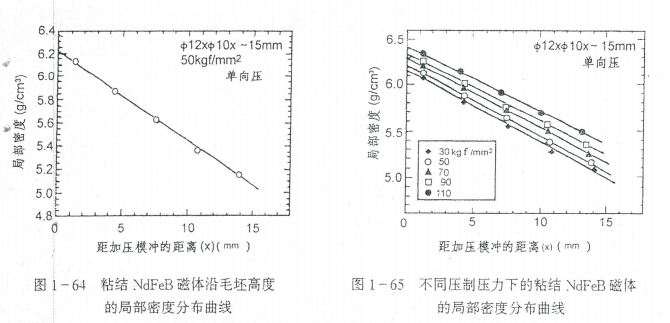 6.4
6.2
6.0
5.8
5.6
5.4
5.2
5.0
4.8
局部密度 (g/cm³)
φ12xφ10x ~15mm
50kgf/mm²
单向压
0
5
10
15
距加压模冲的距离(x)(mm)
图 1-64 粘结 NdFeB 磁体沿毛坯高度
的局部密度分布曲线
6.5
6.0
5.5
5.0
局部密度 (g/cm³)
φ12xφ10x~15mm
单向压
30 kgf/mm²
50
70
90
110
0
5
10
15
距加压模冲的距离(x)(mm)
图 1-65 不同压制压力下的粘结 NdFeB 磁体
的局部密度分布曲线